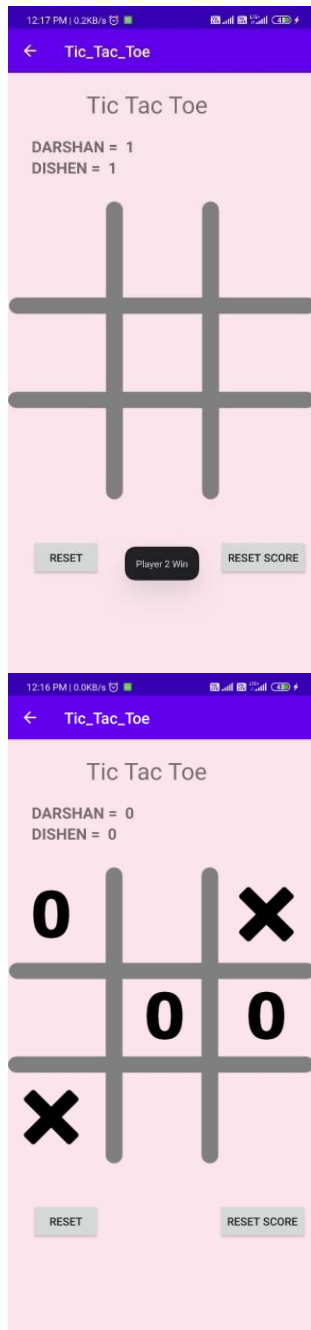 12:17 PM | 0.2KB/s
Tic_Tac_Toe
Tic Tac Toe
DARSHAN = 1
DISHEN = 1
RESET
Player 2 Win
RESET SCORE
12:16 PM | 0.0KB/s
Tic_Tac_Toe
Tic Tac Toe
DARSHAN = 0
DISHEN = 0
0 X
0 0
X
RESET
RESET SCORE